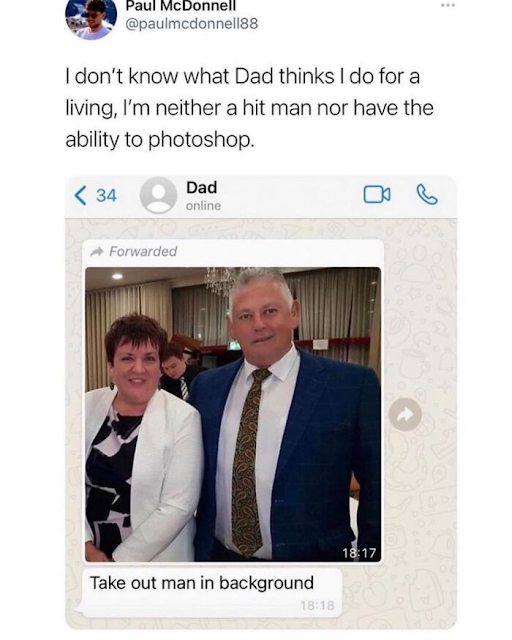 Paul McDonnell
@paulmcdonnell88
I don't know what Dad thinks I do for a
living, I'm neither a hit man nor have the
ability to photoshop.
34
Dad
online
Forwarded
18:17
Take out man in background
18:18